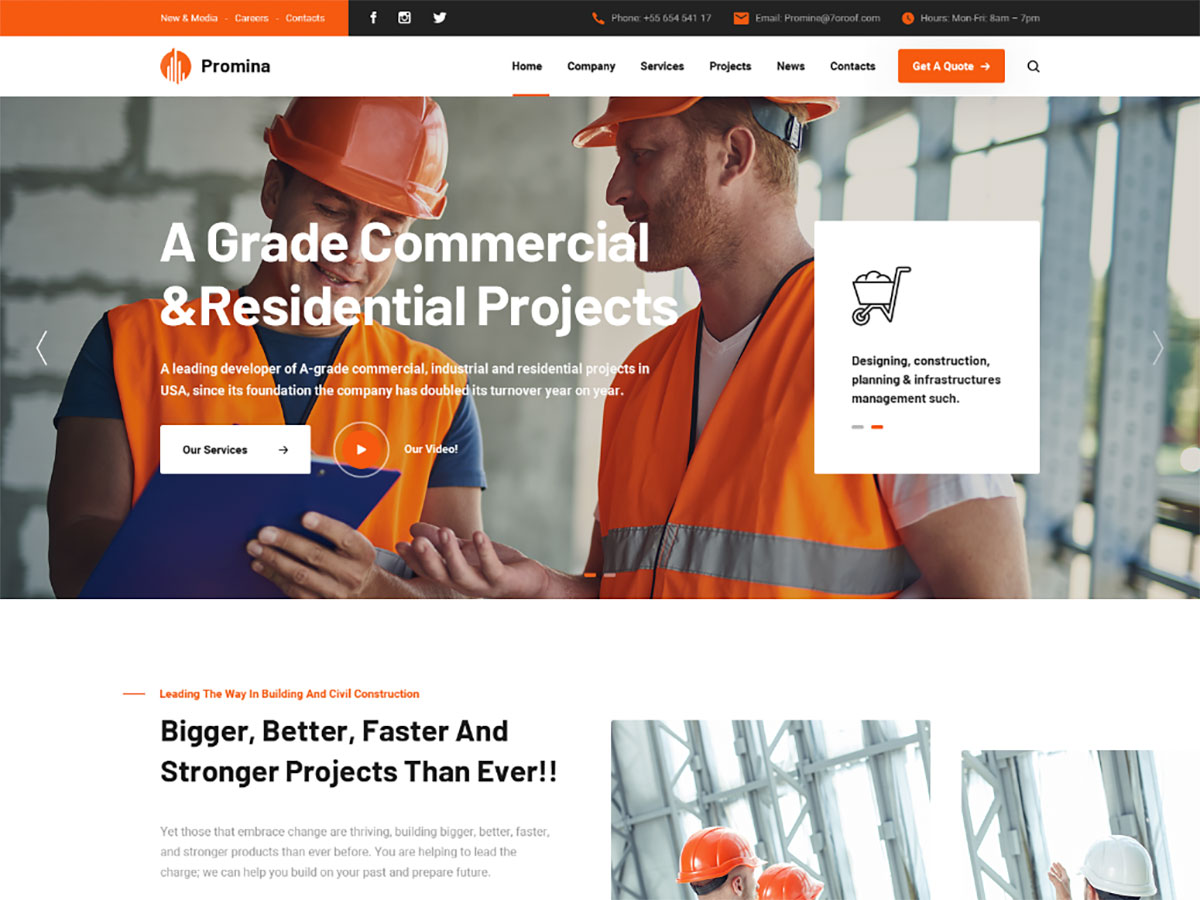 New & Media - Careers - Contacts
Phone: +55 654 541 17
Email: Promine@7oroof.com
Hours: Mon-Fri: 8am – 7pm
Promina
Home
Company
Services
Projects
News
Contacts
Get A Quote
A Grade Commercial
&Residential Projects
A leading developer of A-grade commercial, industrial and residential projects in
USA, since its foundation the company has doubled its turnover year on year.
Our Services
Our Video!
Designing, construction,
planning & infrastructures
management such.
Leading The Way In Building And Civil Construction
Bigger, Better, Faster And
Stronger Projects Than Ever!!
Yet those that embrace change are thriving, building bigger, better, faster,
and stronger products than ever before. You are helping to lead the
charge; we can help you build on your past and prepare future.